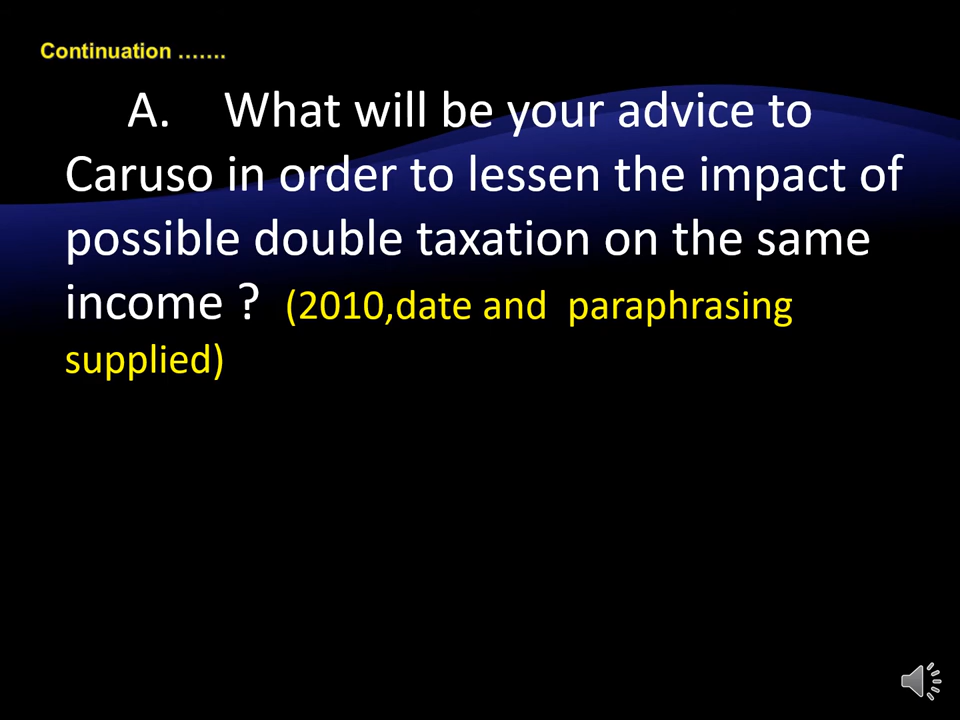 Continuation .......
A. What will be your advice to
Caruso in order to lessen the impact of
possible double taxation on the same
income ? (2010,date and paraphrasing
supplied)